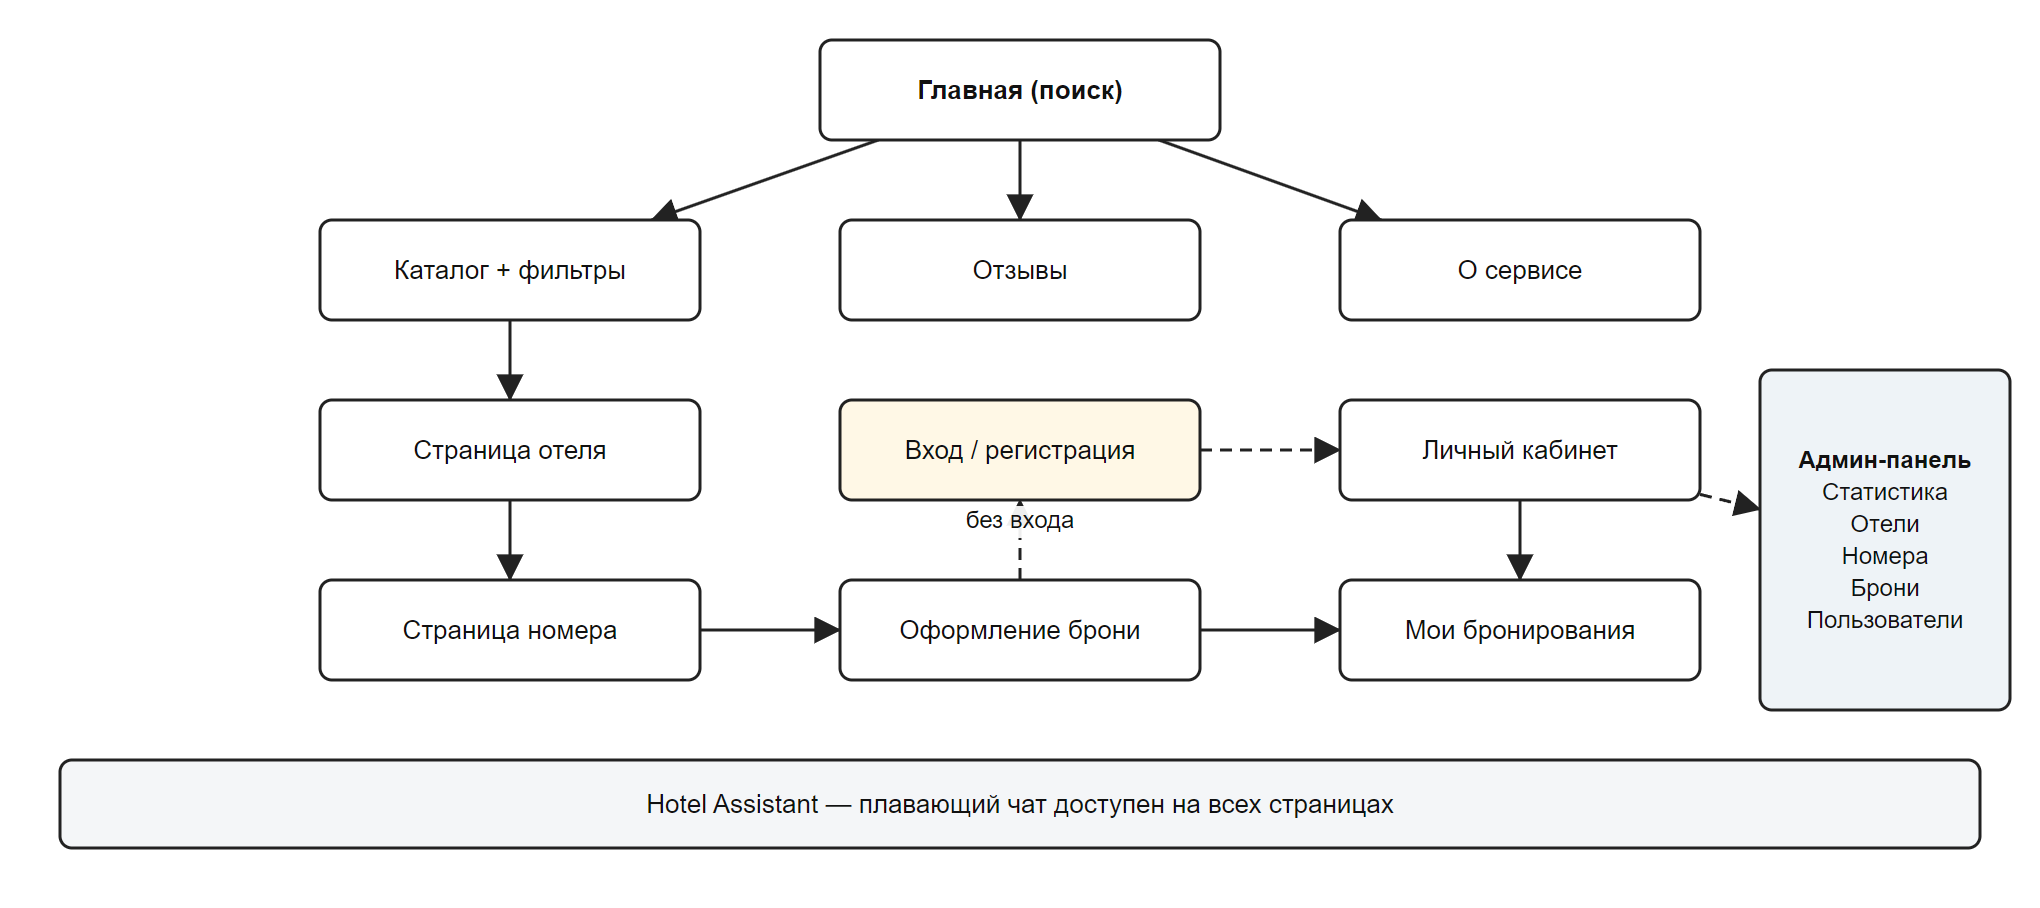 Главная (поиск)
Каталог + фильтры
Отзывы
О сервисе
Страница отеля
Вход / регистрация
Личный кабинет
без входа
Страница номера
Оформление брони
Мои бронирования
Админ-панель
Статистика
Отели
Номера
Брони
Пользователи
Hotel Assistant — плавающий чат доступен на всех страницах